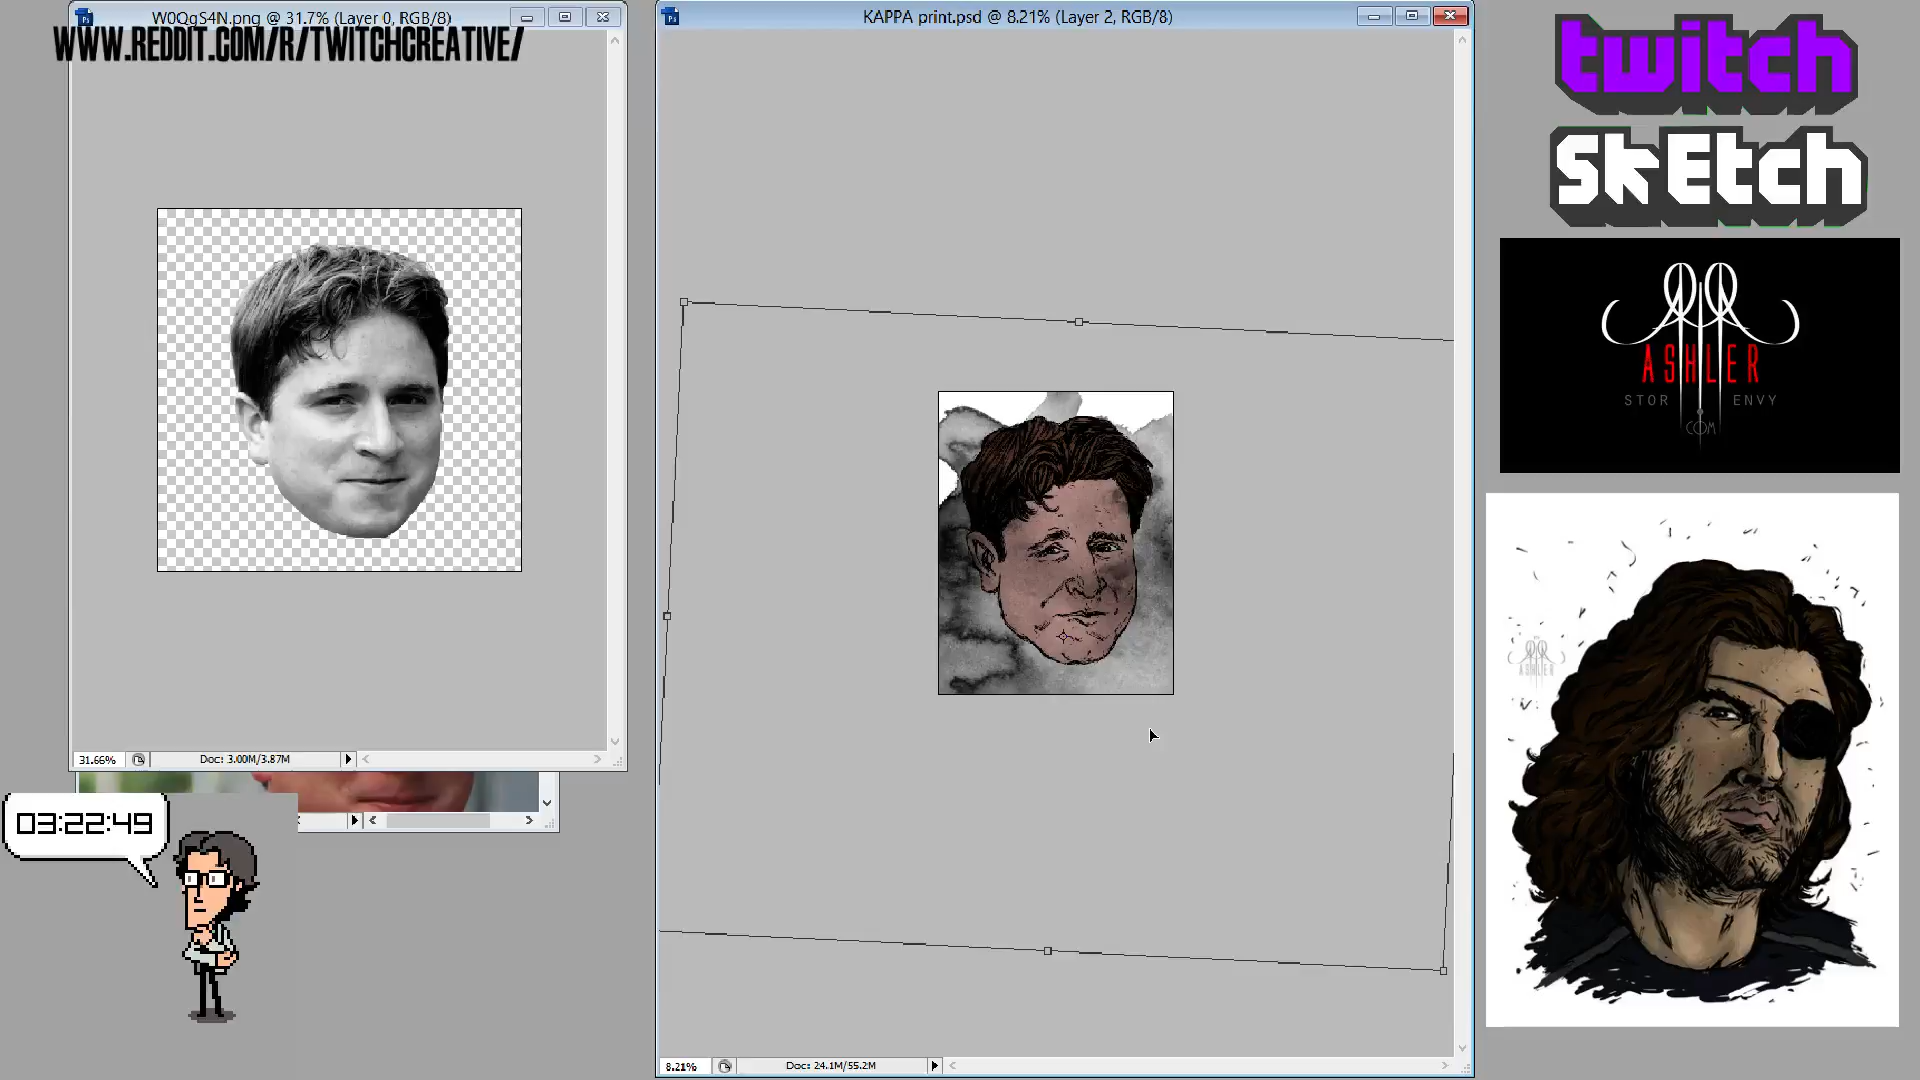 W0QgS4N.png @ 31.7% (Layer 0, RGB/8)
WWW.REDDIT.COM/R/TWITCHCREATIVE/
KAPPA print.psd @ 8.21% (Layer 2, RGB/8)
twitch
SkEtch
ASHLER
STOR ENVY
COM
31.66% Doc: 3.00M/3.87M
03:22:49
ASHLER
8.21% Doc: 24.1M/55.2M